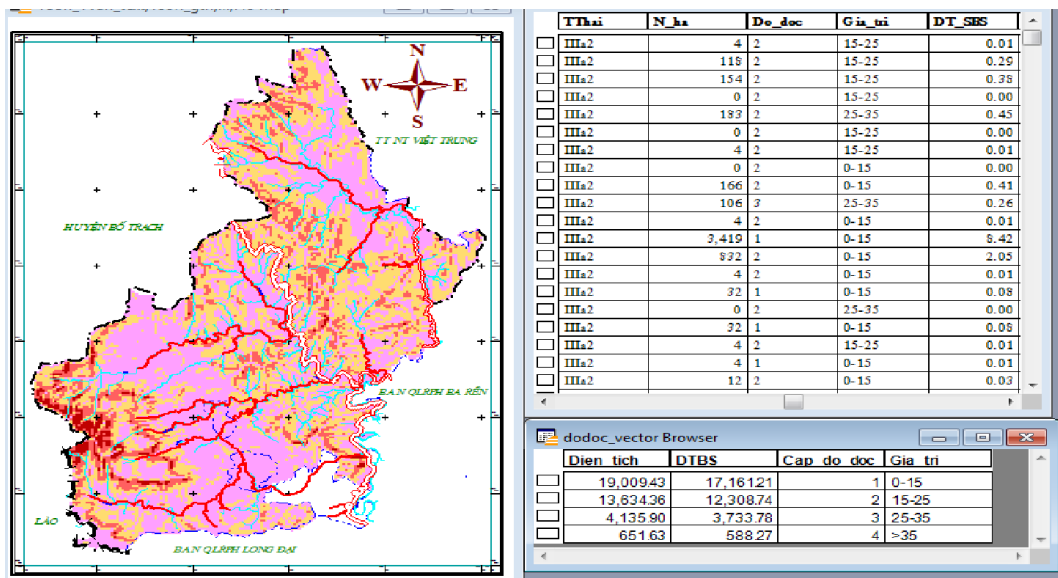 N
W E
S
TT NT VIỆT TRUNG
HUYỆN BỐ TRẠCH
BAN QLRPH BA RỀN
LÀO
BAN QLRPH LONG ĐẠI
TThai N_ha Do_doc Gia_tri DT_SBS
IIIa2 4 2 15-25 0.01
IIIa2 118 2 15-25 0.29
IIIa2 154 2 15-25 0.38
IIIa2 0 2 15-25 0.00
IIIa2 183 2 25-35 0.45
IIIa2 0 2 15-25 0.00
IIIa2 4 2 15-25 0.01
IIIa2 0 2 0-15 0.00
IIIa2 166 2 0-15 0.41
IIIa2 106 3 25-35 0.26
IIIa2 4 2 0-15 0.01
IIIa2 3,419 1 0-15 8.42
IIIa2 832 2 0-15 2.05
IIIa2 4 2 0-15 0.01
IIIa2 32 1 0-15 0.08
IIIa2 0 2 25-35 0.00
IIIa2 32 1 0-15 0.08
IIIa2 4 2 15-25 0.01
IIIa2 4 1 0-15 0.01
IIIa2 12 2 0-15 0.03
dodoc_vector Browser
Dien_tich DTBS Cap_do_doc Gia_tri
19,009.43 17,161.21 1 0-15
13,634.36 12,308.74 2 15-25
4,135.90 3,733.78 3 25-35
651.63 588.27 4 >35